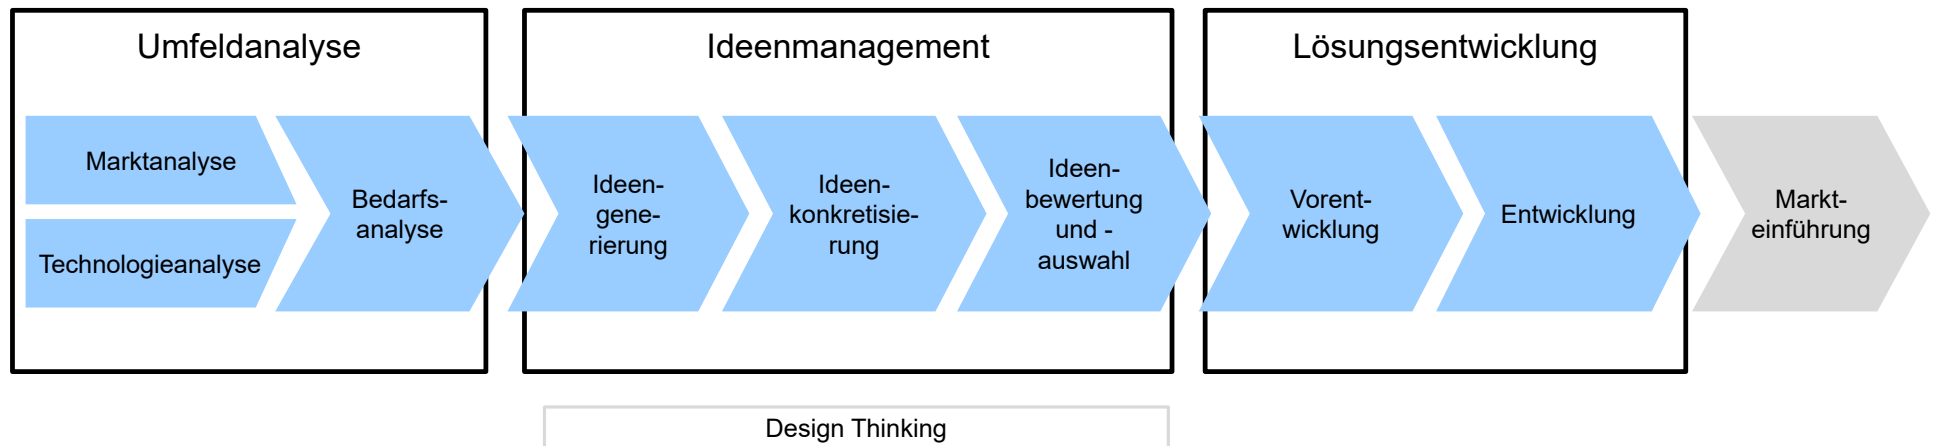 Umfeldanalyse
Ideenmanagement
Lösungsentwicklung
Marktanalyse
Technologieanalyse
Bedarfs-
analyse
Ideen-
gene-
rierung
Ideen-
konkretisie-
rung
Ideen-
bewertung
und -
auswahl
Vorent-
wicklung
Entwicklung
Markt-
einführung
Design Thinking